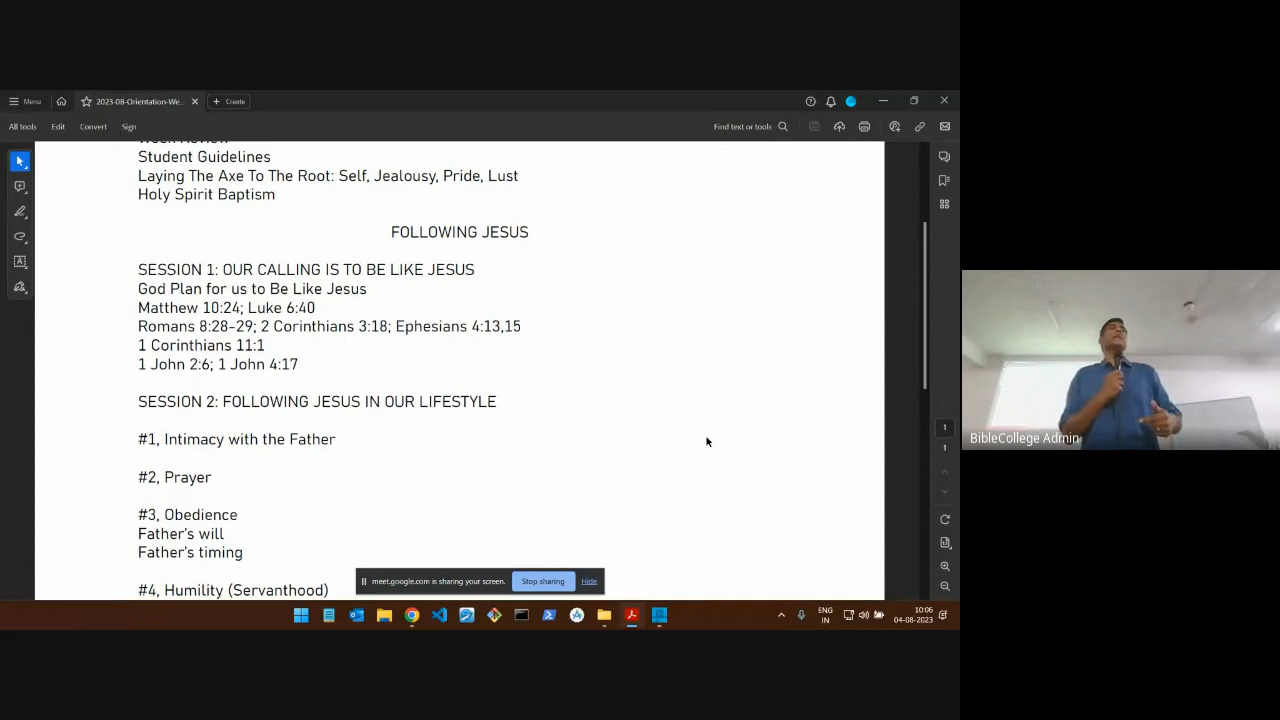 Menu
2023-08-Orientation-We...
Create
All tools
Edit
Convert
Sign
Find text or tools
Student Guidelines
Laying The Axe To The Root: Self, Jealousy, Pride, Lust
Holy Spirit Baptism
FOLLOWING JESUS
SESSION 1: OUR CALLING IS TO BE LIKE JESUS
God Plan for us to Be Like Jesus
Matthew 10:24; Luke 6:40
Romans 8:28-29; 2 Corinthians 3:18; Ephesians 4:13,15
1 Corinthians 11:1
1 John 2:6; 1 John 4:17
SESSION 2: FOLLOWING JESUS IN OUR LIFESTYLE
#1, Intimacy with the Father
#2, Prayer
#3, Obedience
Father's will
Father's timing
#4, Humility (Servanthood)
1
1
meet.google.com is sharing your screen.
Stop sharing
Hide
ENG
IN
10:06
04-08-2023
BibleCollege Admin